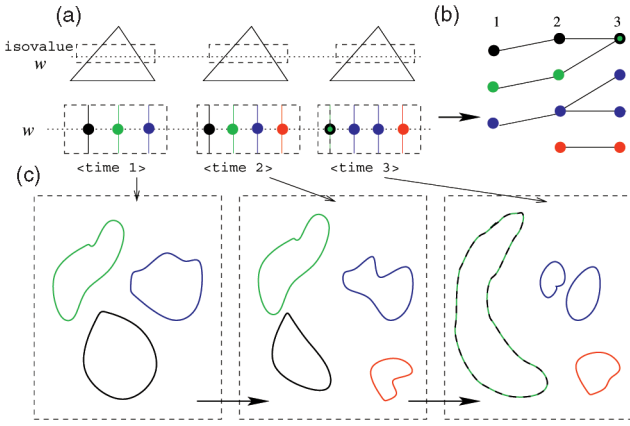 (a)
(b)
1 2 3
isovalue
w
w
<time 1> <time 2> <time 3>
(c)